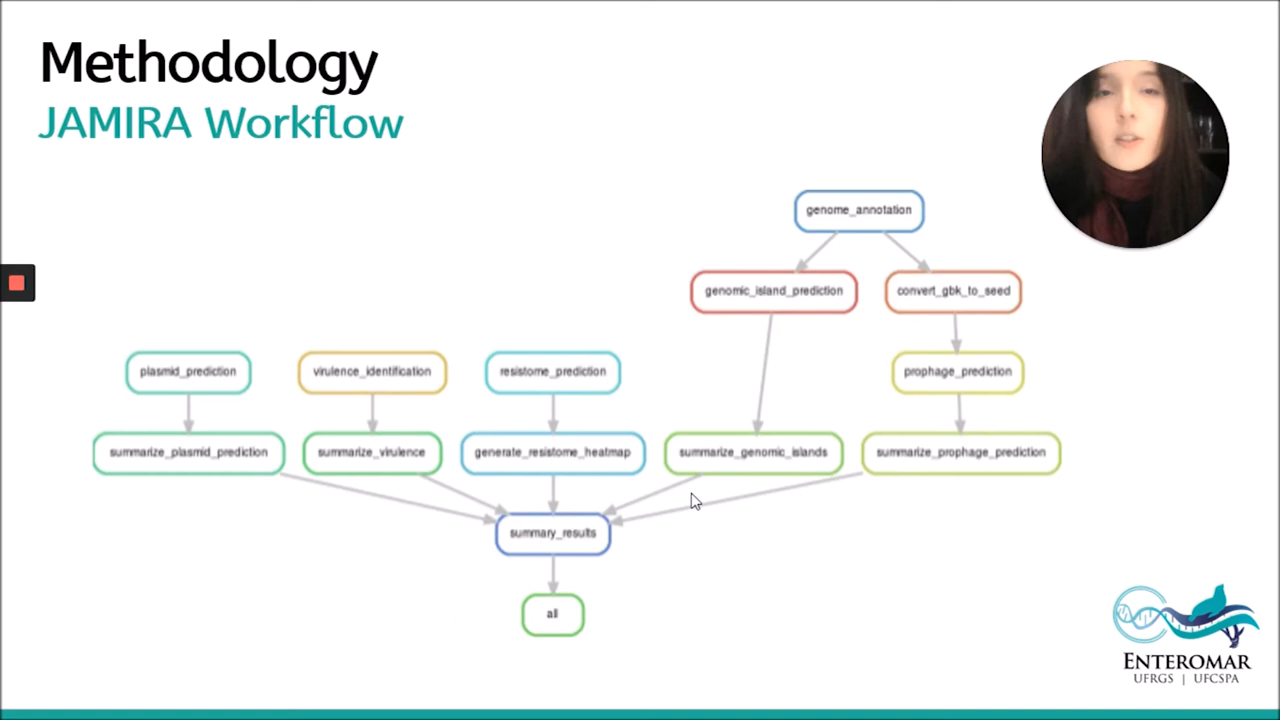 Methodology
JAMIRA Workflow
genome_annotation
genomic_island_prediction
convert_gbk_to_seed
plasmid_prediction
virulence_identification
resistome_prediction
prophage_prediction
summarize_plasmid_prediction
summarize_virulence
generate_resistome_heatmap
summarize_genomic_islands
summarize_prophage_prediction
summary_results
all
ENTEROMAR
UFRGS | UFCSPA